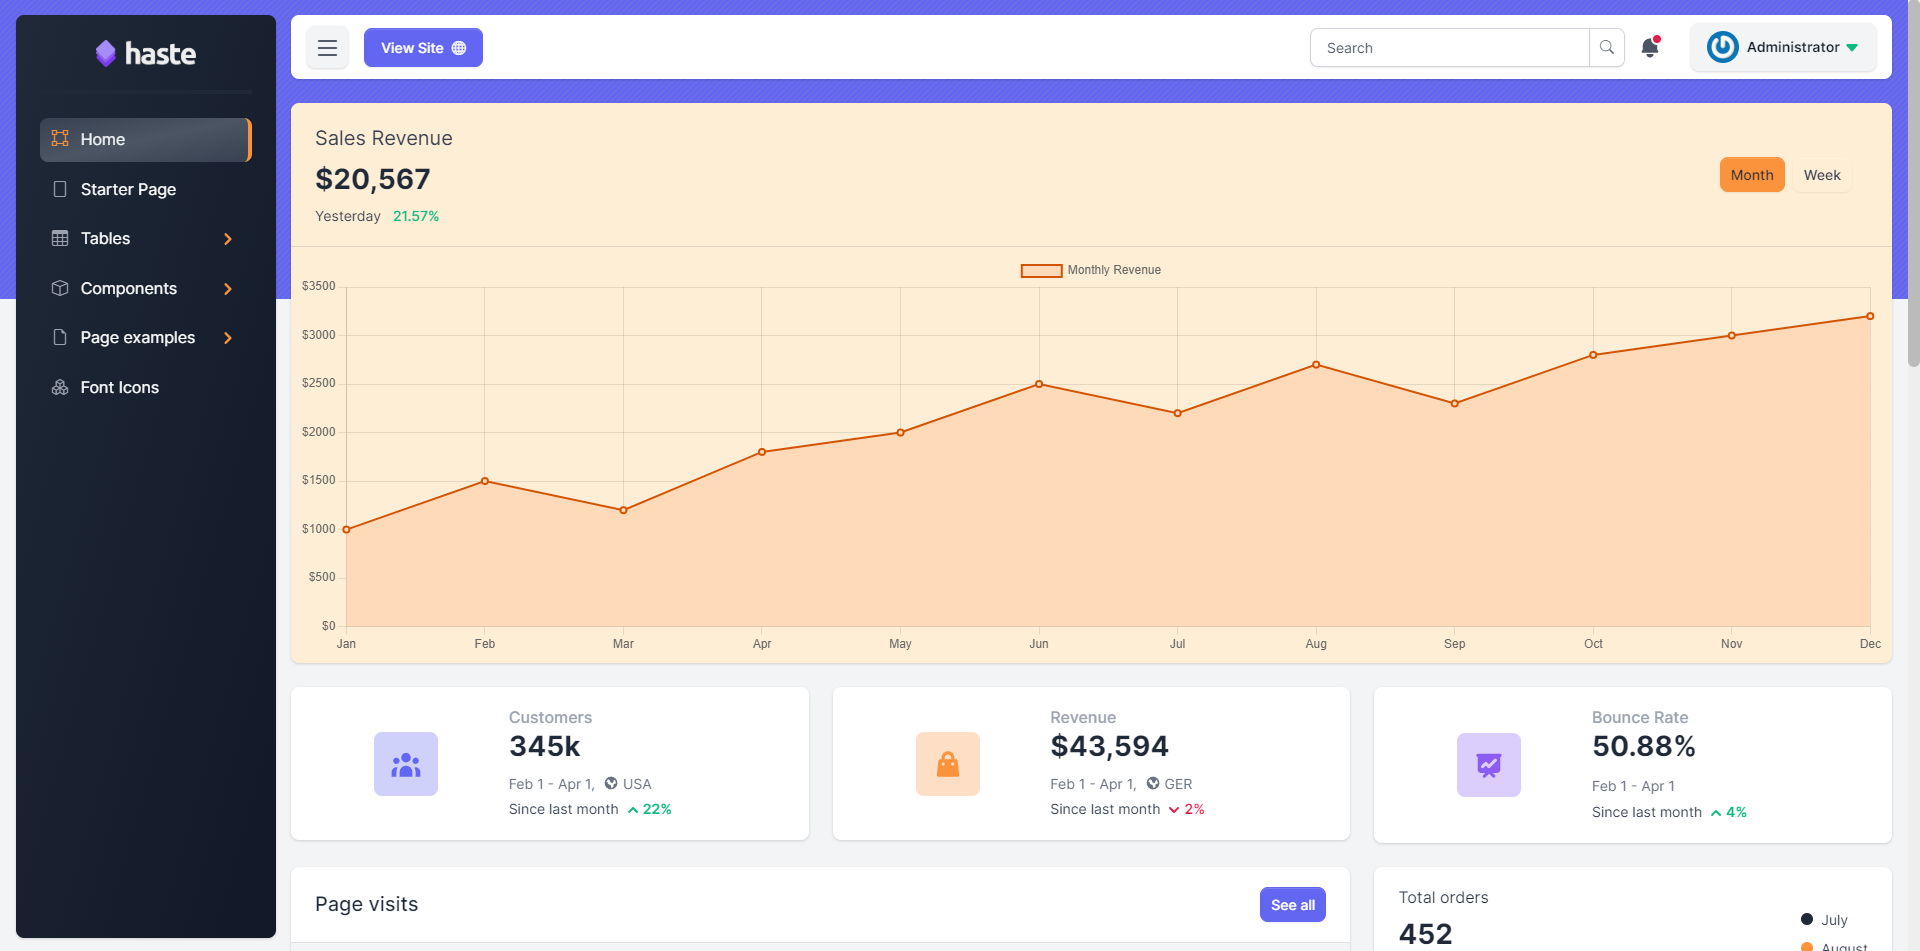 haste
Home
Starter Page
Tables
Components
Page examples
Font Icons
View Site
Search
Administrator
Sales Revenue
$20,567
Yesterday 21.57%
Month
Week
Monthly Revenue
$3500
$3000
$2500
$2000
$1500
$1000
$500
$0
Jan Feb Mar Apr May Jun Jul Aug Sep Oct Nov Dec
Customers
345k
Feb 1 - Apr 1, USA
Since last month 22%
Revenue
$43,594
Feb 1 - Apr 1, GER
Since last month 2%
Bounce Rate
50.88%
Feb 1 - Apr 1
Since last month 4%
Page visits
See all
Total orders
452
July
August